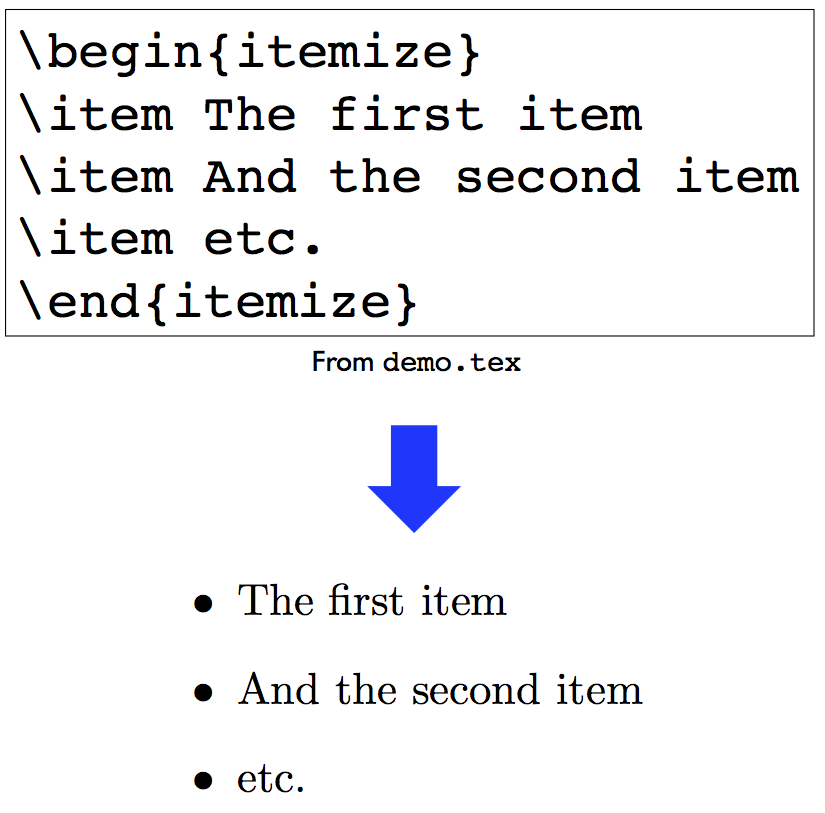 \begin{itemize}
\item The first item
\item And the second item
\item etc.
\end{itemize}
From demo.tex
• The first item
• And the second item
• etc.